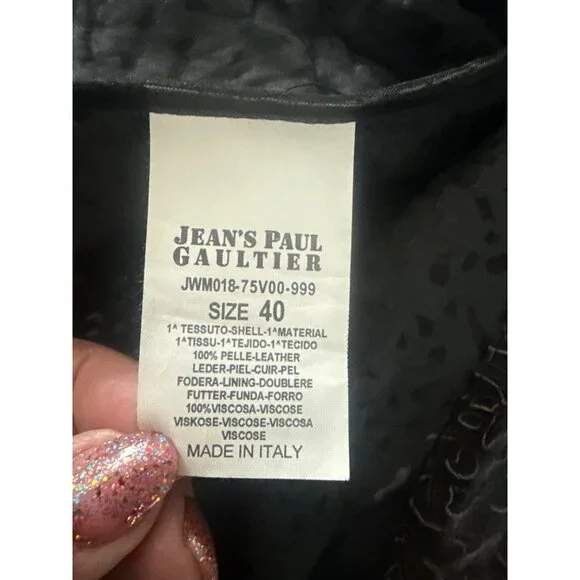 JEAN'S PAUL
GAULTIER
JWM018-75V00-999
SIZE 40
1^ TESSUTO-SHELL-1^MATERIAL
1^TISSU-1^TEJIDO-1^TECIDO
100% PELLE-LEATHER
LEDER-PIEL-CUIR-PEL
FODERA-LINING-DOUBLERE
FUTTER-FUNDA-FORRO
100%VISCOSA-VISCOSE
VISKOSE-VISCOSE-VISCOSA
VISCOSE
MADE IN ITALY